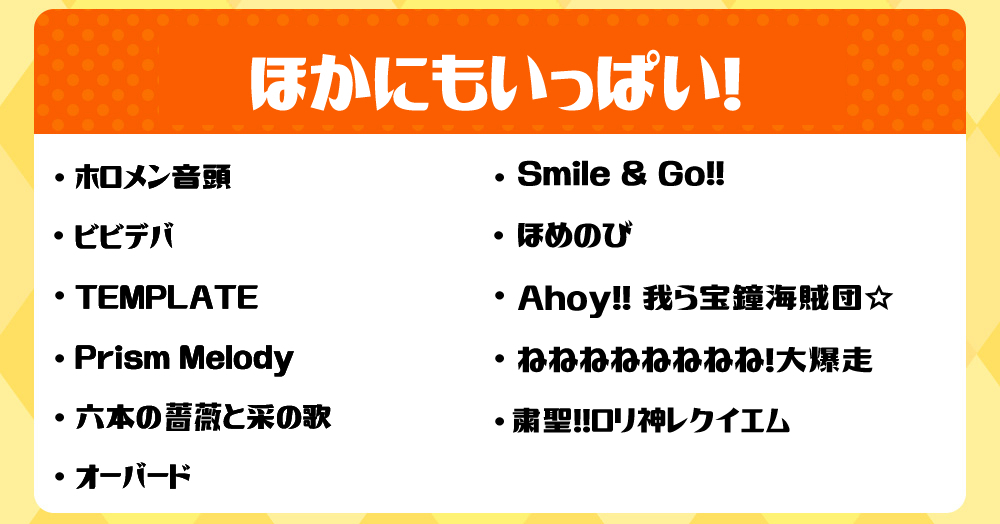 ほかにもいっぱい!
・ホロメン音頭
・ビビデバ
・TEMPLATE
・Prism Melody
・六本の薔薇と采の歌
・オーバード
・Smile & Go!!
・ほめのび
・Ahoy!! 我ら宝鐘海賊団☆
・ねねねねねねねね!大爆走
・粛聖!!ロリ神レクイエム